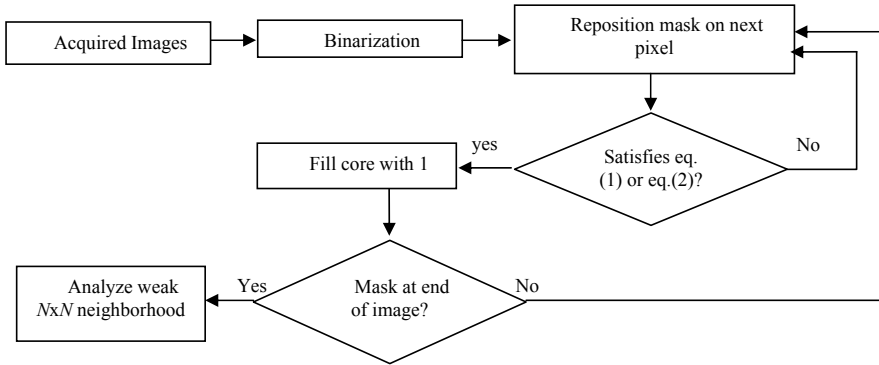 Acquired Images
Binarization
Reposition mask on next
pixel
Satisfies eq.
(1) or eq.(2)?
No
yes
Fill core with 1
Mask at end
of image?
No
Yes
Analyze weak
NxN neighborhood